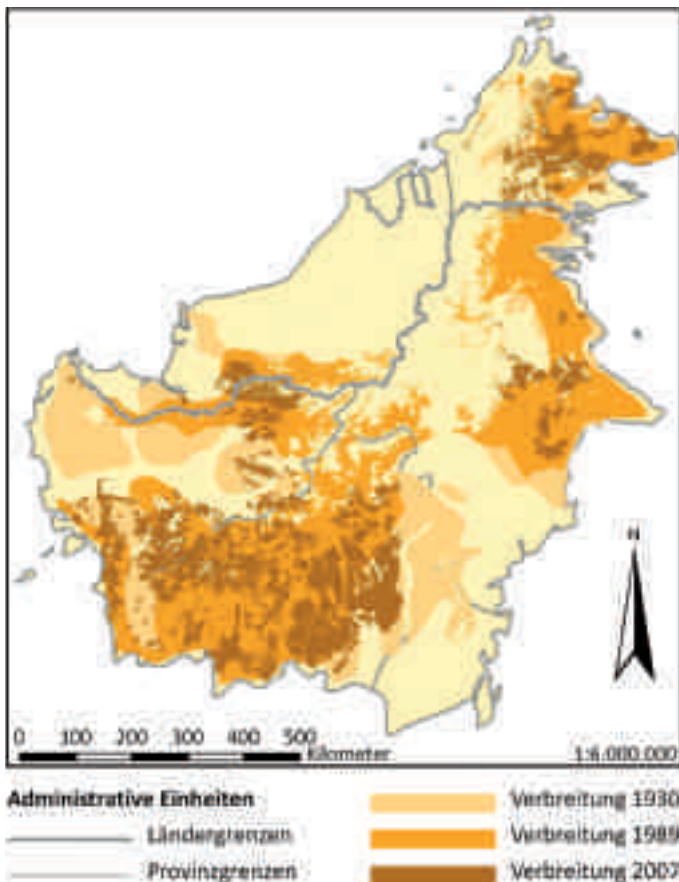 N
0 100 200 300 400 500
Kilometer 1:6.000.000
Administrative Einheiten
Ländergrenzen
Provinzgrenzen
Verbreitung 1930
Verbreitung 1989
Verbreitung 2007